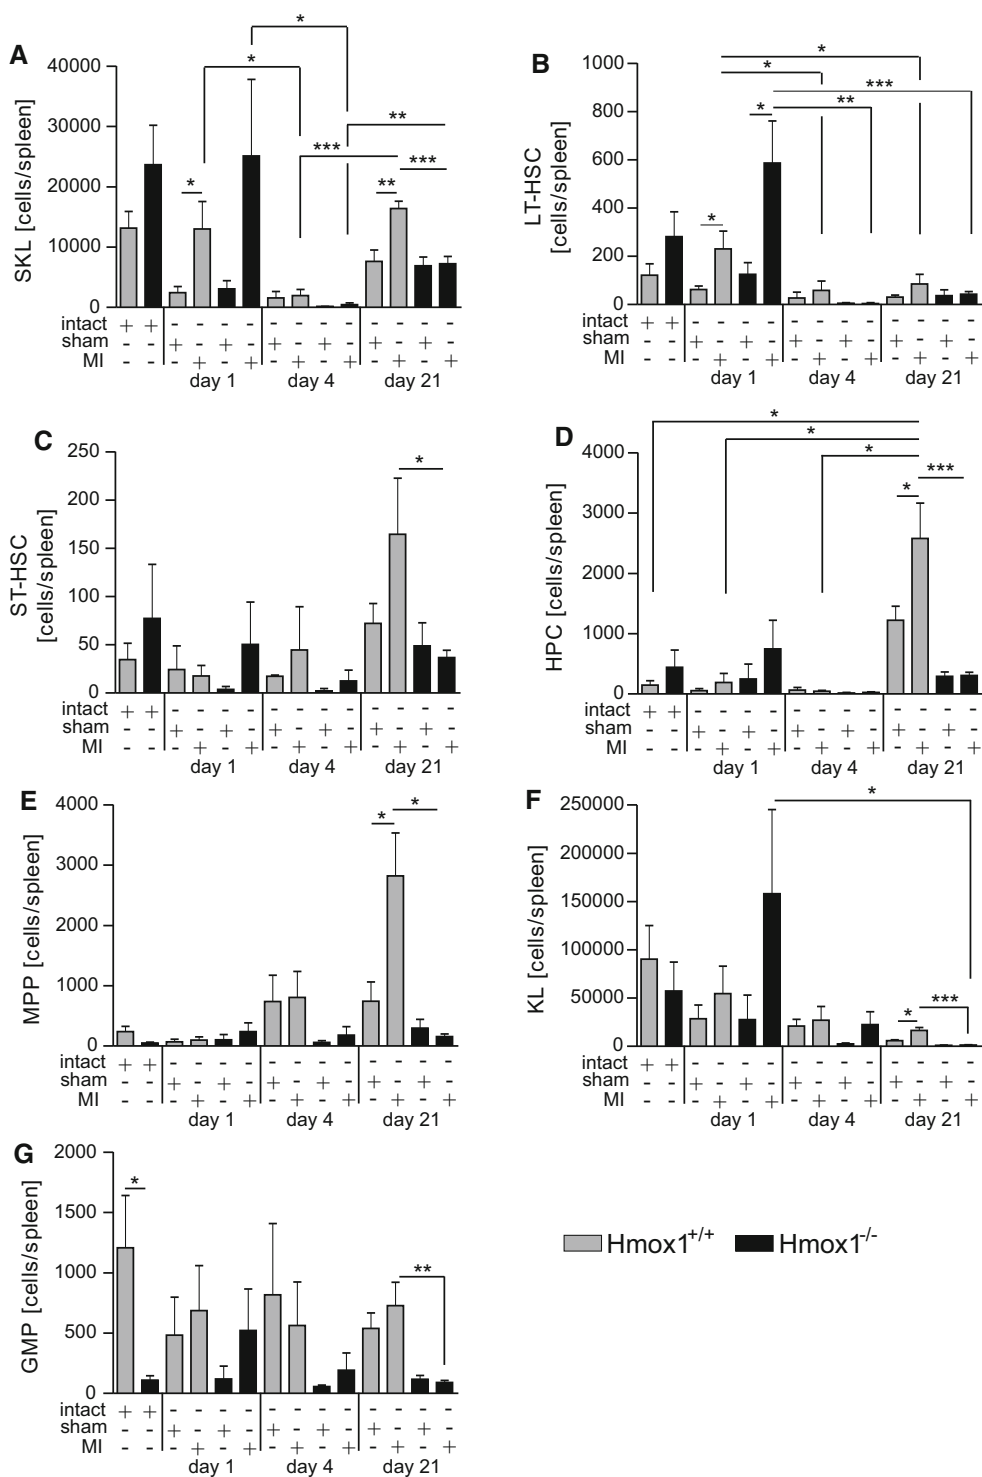 A
SKL [cells/spleen]
40000
30000
20000
10000
0
* * * *** ** ** ***
intact + + - - - - - - - - - - - -
sham - - + - + - + - + - + - + -
MI - - - + - + - + - + - + - +
day 1 day 4 day 21
B
LT-HSC
[cells/spleen]
1000
800
600
400
200
0
* * *** ** * *
intact + + - - - - - - - - - - - -
sham - - + - + - + - + - + - + -
MI - - - + - + - + - + - + - +
day 1 day 4 day 21
C
ST-HSC
[cells/spleen]
250
200
150
100
50
0
*
intact + + - - - - - - - - - - - -
sham - - + - + - + - + - + - + -
MI - - - + - + - + - + - + - +
day 1 day 4 day 21
D
HPC [cells/spleen]
4000
3000
2000
1000
0
* * * * ***
intact + + - - - - - - - - - - - -
sham - - + - + - + - + - + - + -
MI - - - + - + - + - + - + - +
day 1 day 4 day 21
E
MPP [cells/spleen]
4000
3000
2000
1000
0
* *
intact + + - - - - - - - - - - - -
sham - - + - + - + - + - + - + -
MI - - - + - + - + - + - + - +
day 1 day 4 day 21
F
KL [cells/spleen]
250000
200000
150000
100000
50000
0
* * ***
intact + + - - - - - - - - - - - -
sham - - + - + - + - + - + - + -
MI - - - + - + - + - + - + - +
day 1 day 4 day 21
G
GMP [cells/spleen]
2000
1500
1000
500
0
* **
intact + + - - - - - - - - - - - -
sham - - + - + - + - + - + - + -
MI - - - + - + - + - + - + - +
day 1 day 4 day 21
Hmox1+/+ Hmox1-/-